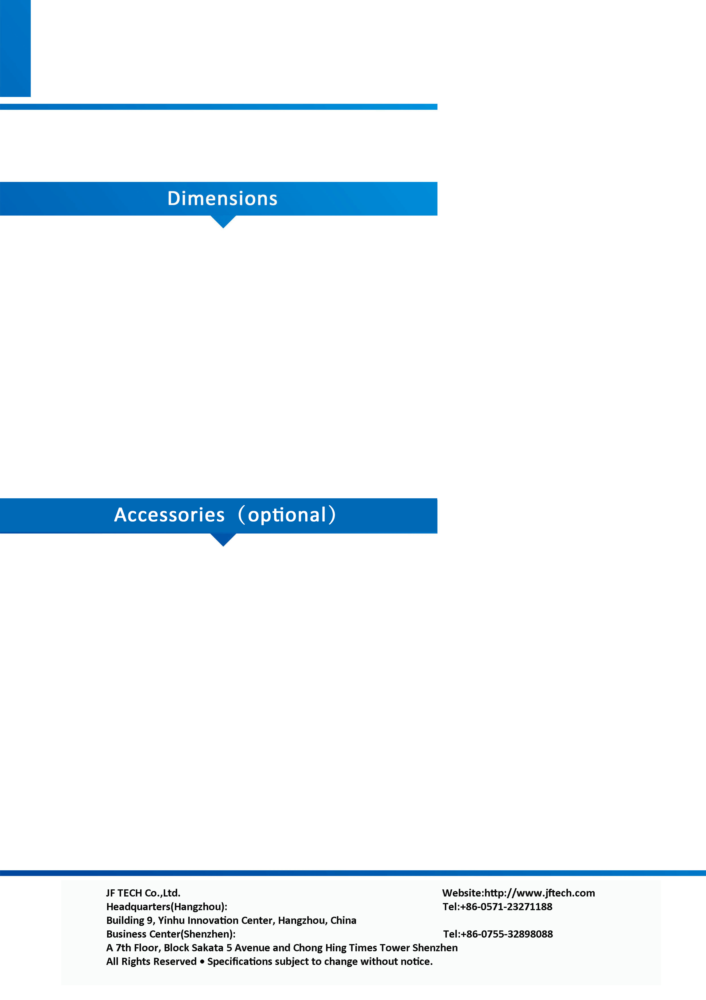 Dimensions
Accessories（optional）
JF TECH Co.,Ltd.
Website:http://www.jftech.com
Headquarters(Hangzhou):
Tel:+86-0571-23271188
Building 9, Yinhu Innovation Center, Hangzhou, China
Business Center(Shenzhen):
Tel:+86-0755-32898088
A 7th Floor, Block Sakata 5 Avenue and Chong Hing Times Tower Shenzhen
All Rights Reserved • Specifications subject to change without notice.